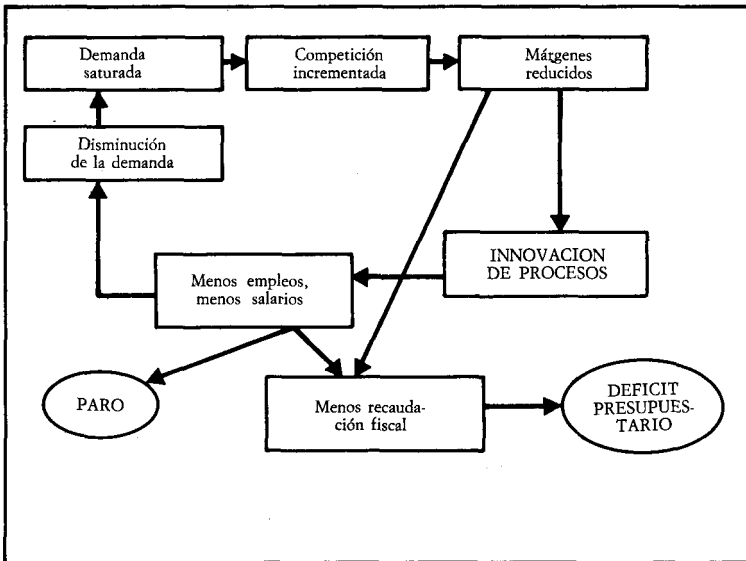 Demanda
saturada
Competición
incrementada
Márgenes
reducidos
Disminución
de la demanda
INNOVACION
DE PROCESOS
Menos empleos,
menos salarios
PARO
Menos recauda-
ción fiscal
DEFICIT
PRESUPUES-
TARIO